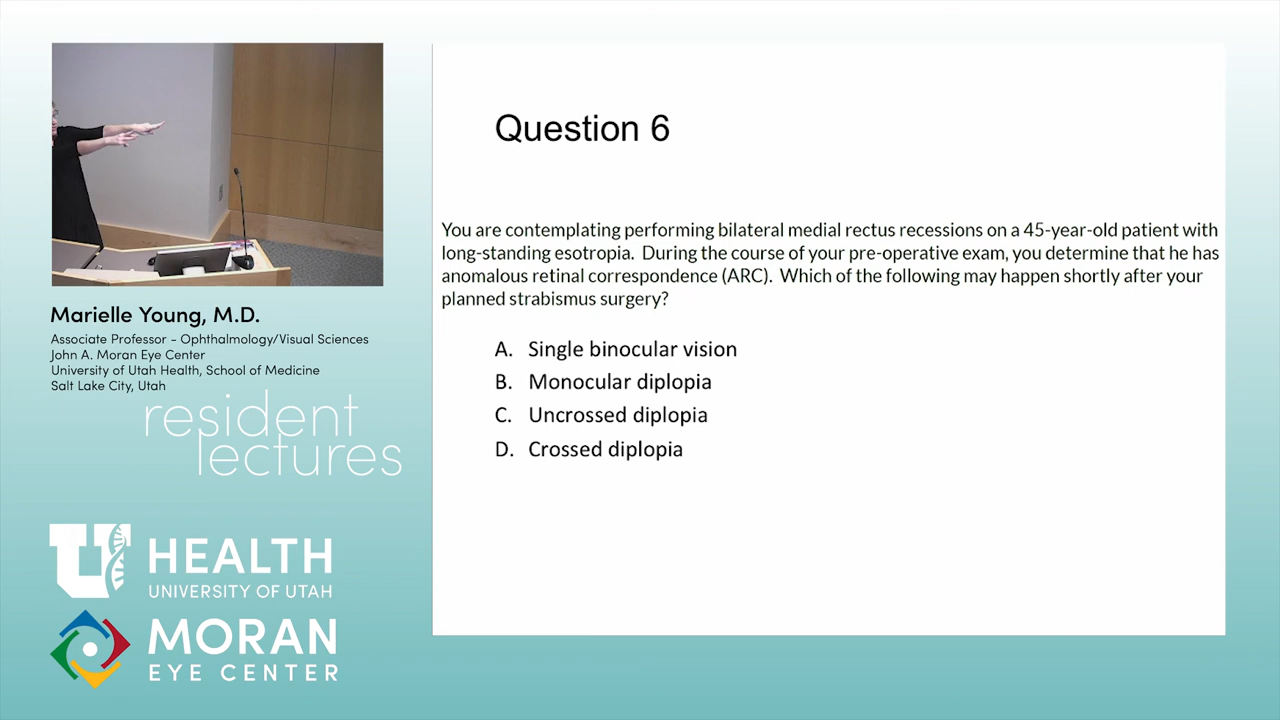 Question 6
You are contemplating performing bilateral medial rectus recessions on a 45-year-old patient with
long-standing esotropia.  During the course of your pre-operative exam, you determine that he has
anomalous retinal correspondence (ARC).  Which of the following may happen shortly after your
planned strabismus surgery?
A. Single binocular vision
B. Monocular diplopia
C. Uncrossed diplopia
D. Crossed diplopia
Marielle Young, M.D.
Associate Professor - Ophthalmology/Visual Sciences
John A. Moran Eye Center
University of Utah Health, School of Medicine
Salt Lake City, Utah
resident
lectures
U HEALTH
UNIVERSITY OF UTAH
MORAN
EYE CENTER